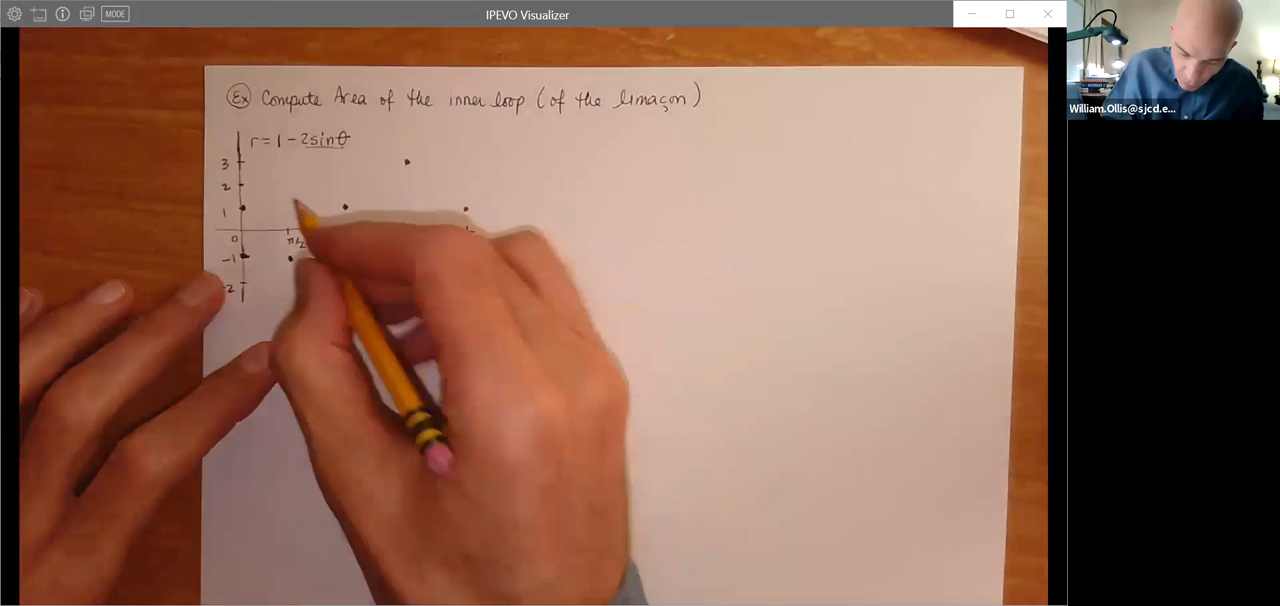 MODE
IPEVO Visualizer
William.Ollis@sjcd.e...
Ex Compute Area of the inner loop (of the limaçon)
r = 1 - 2sinθ
3
2
1
0
π/2
-1
-2